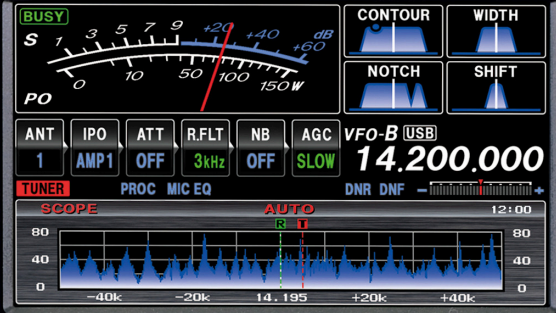 BUSY
CONTOUR WIDTH
S 1 3 5 7 9 +20 +40 +60 dB
NOTCH SHIFT
PO 0 10 50 100 150 W
ANT IPO ATT R.FLT NB AGC
1 AMP1 OFF 3kHz OFF SLOW
VFO-B USB
14.200.000
TUNER PROC MIC EQ DNR DNF − +
SCOPE AUTO 12:00
R T
80 80
40 40
0 0
-40k -20k 14.195 +20k +40k